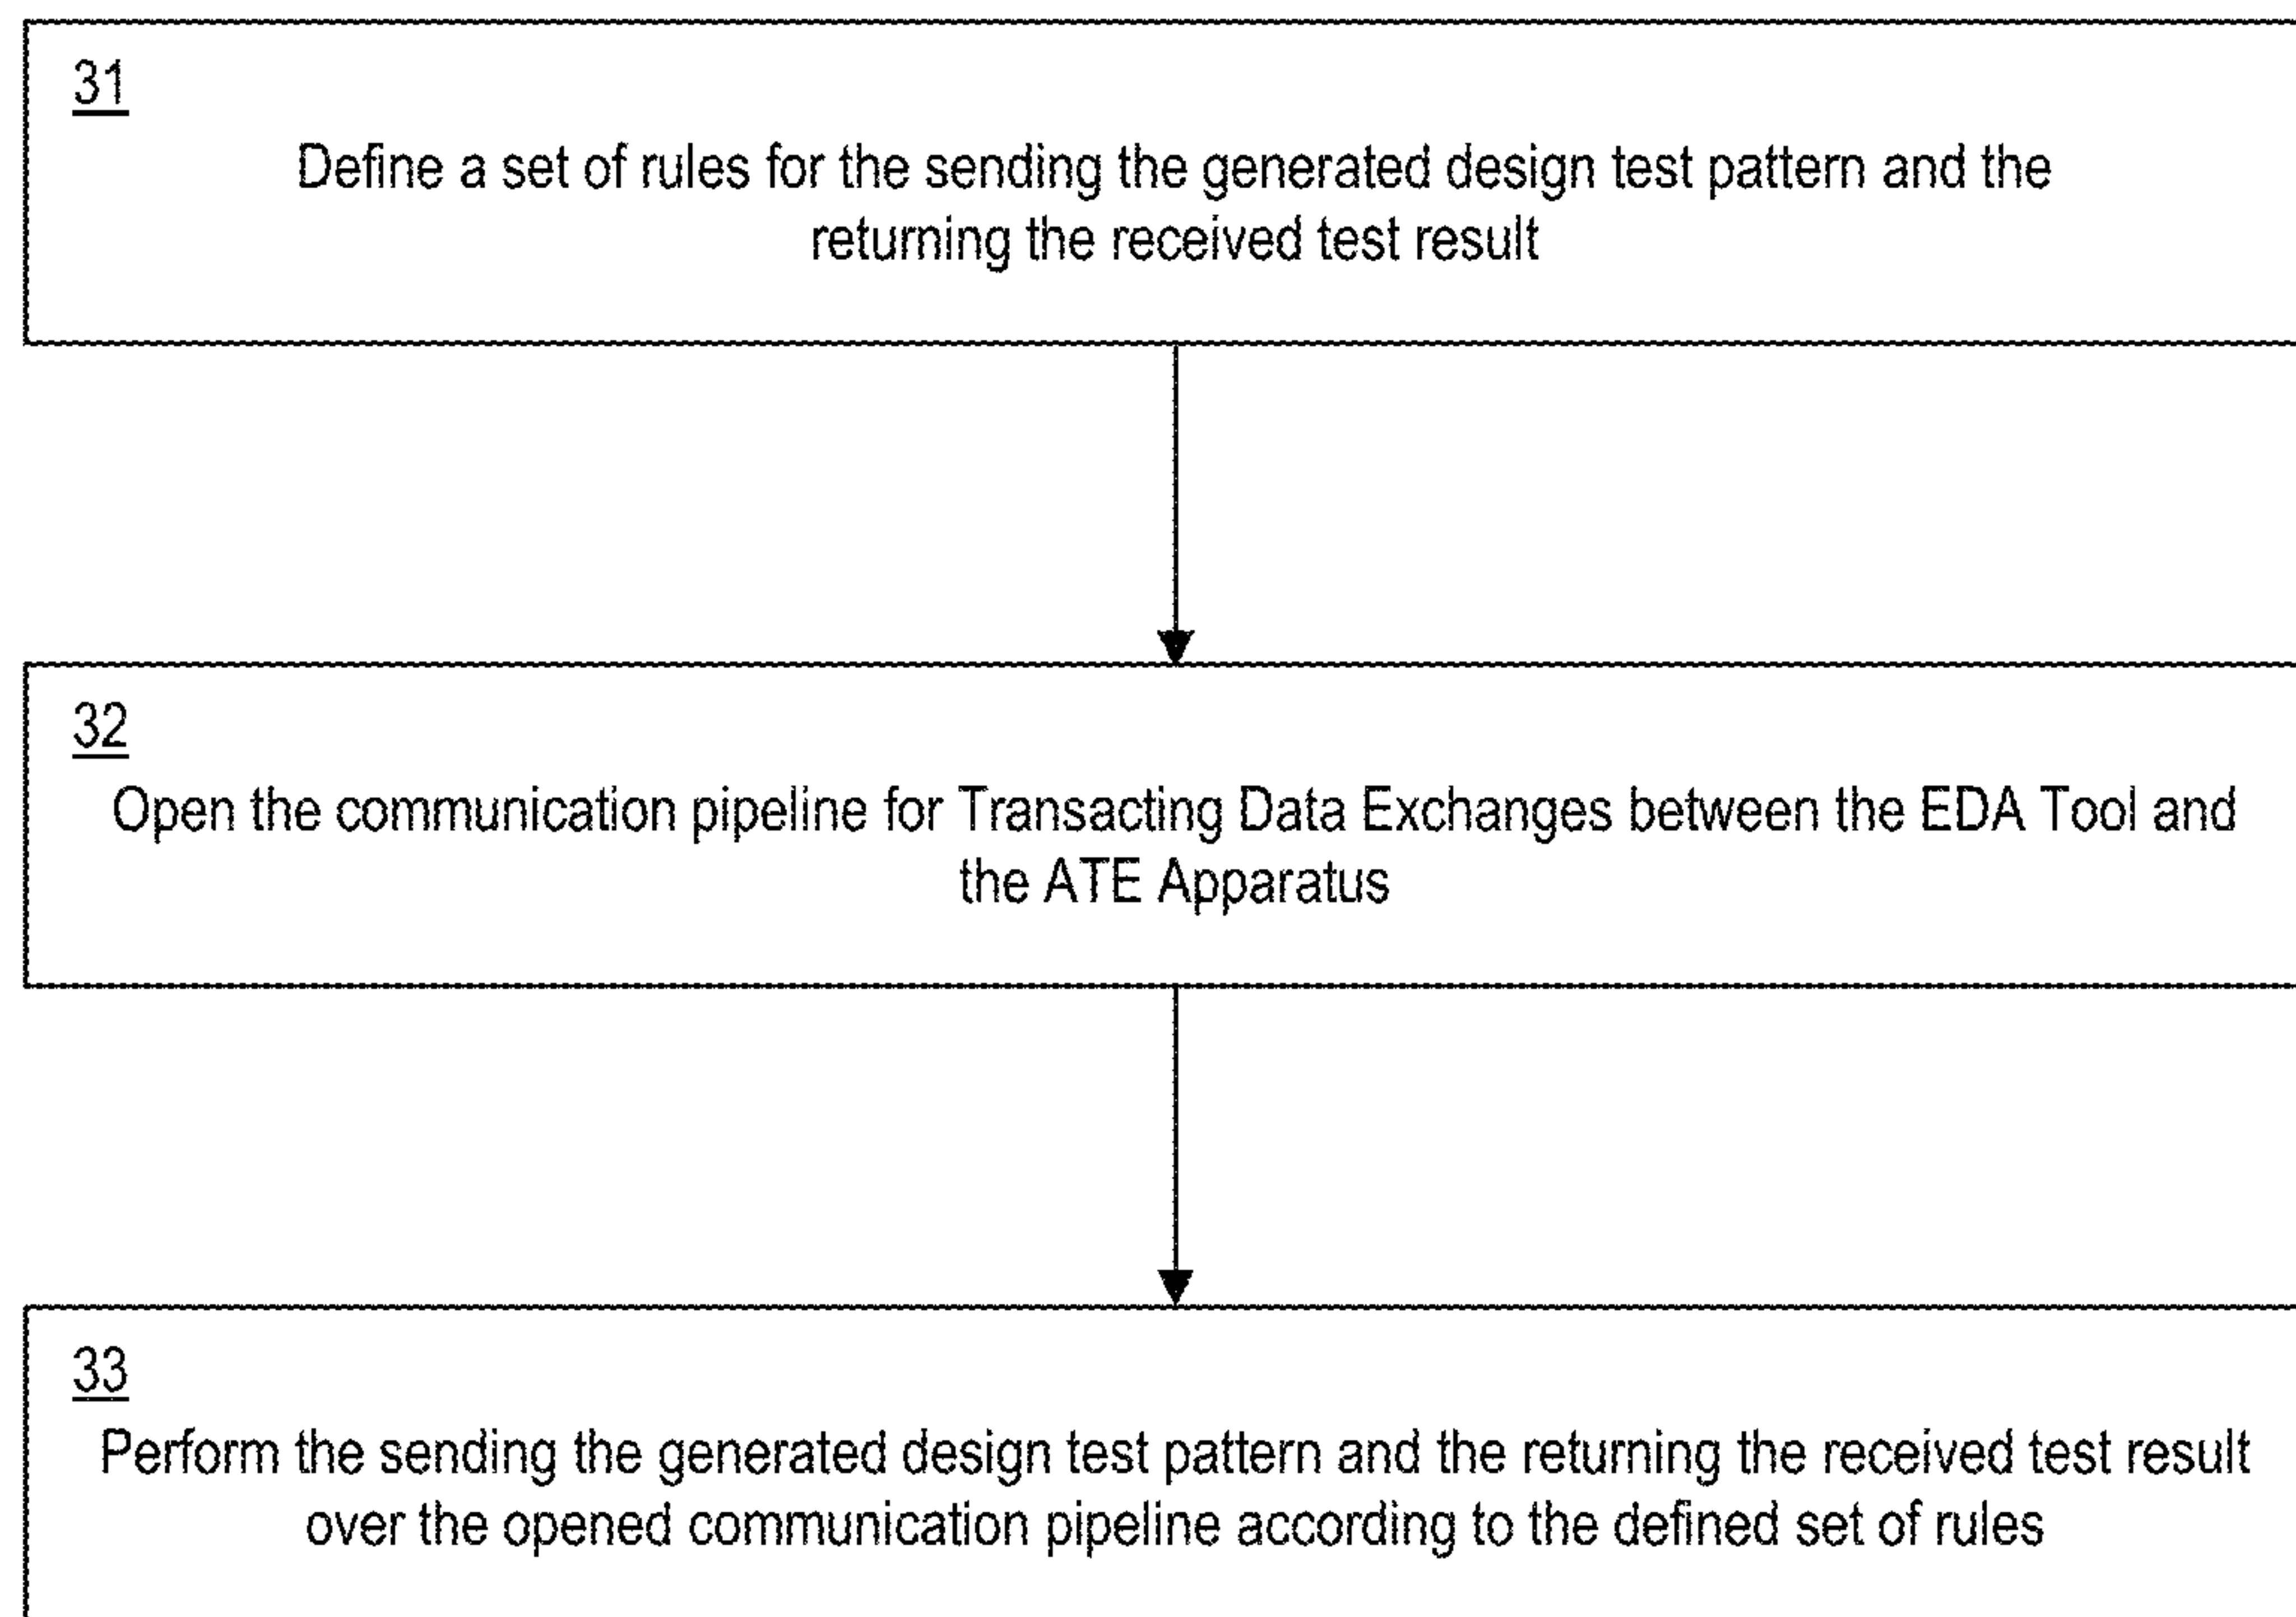 31
Define a set of rules for the sending the generated design test pattern and the
returning the received test result
32
Open the communication pipeline for Transacting Data Exchanges between the EDA Tool and
the ATE Apparatus
33
Perform the sending the generated design test pattern and the returning the received test result
over the opened communication pipeline according to the defined set of rules